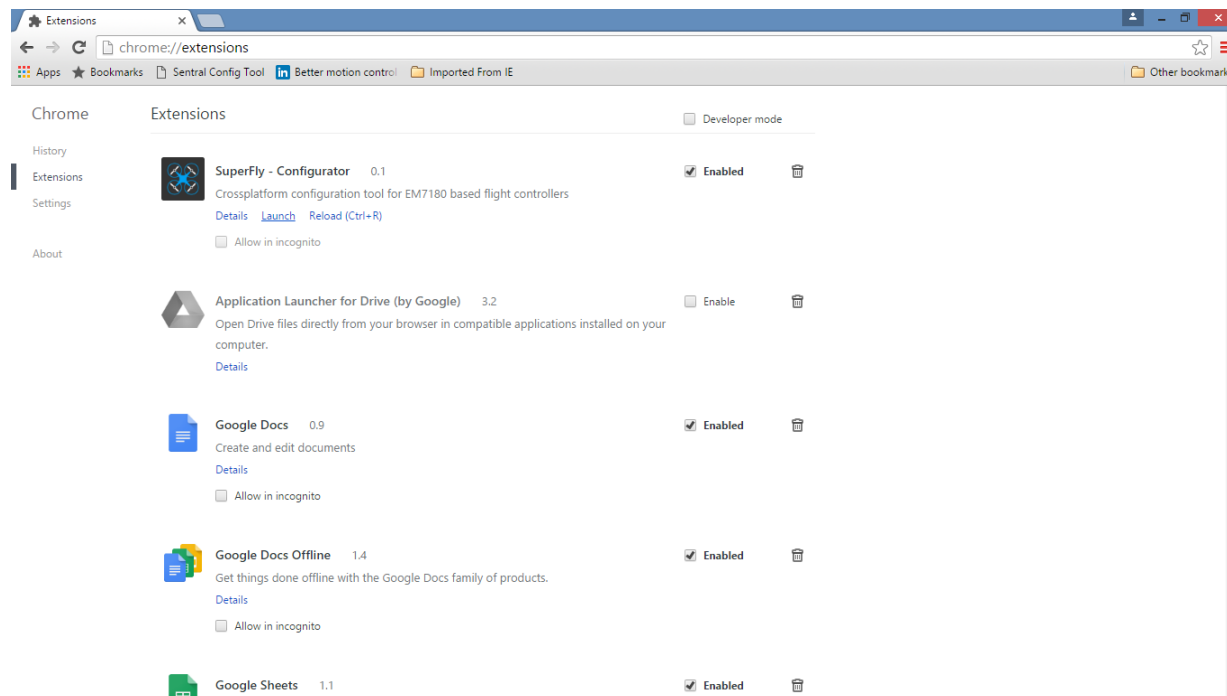 Extensions
chrome://extensions
Apps Bookmarks Sentral Config Tool Better motion control Imported From IE Other bookmark
Chrome
History
Extensions
Settings
About
Extensions
Developer mode
SuperFly - Configurator 0.1
Enabled
Crossplatform configuration tool for EM7180 based flight controllers
Details Launch Reload (Ctrl+R)
Allow in incognito
Application Launcher for Drive (by Google) 3.2
Enable
Open Drive files directly from your browser in compatible applications installed on your
computer.
Details
Google Docs 0.9
Enabled
Create and edit documents
Details
Allow in incognito
Google Docs Offline 1.4
Enabled
Get things done offline with the Google Docs family of products.
Details
Allow in incognito
Google Sheets 1.1
Enabled